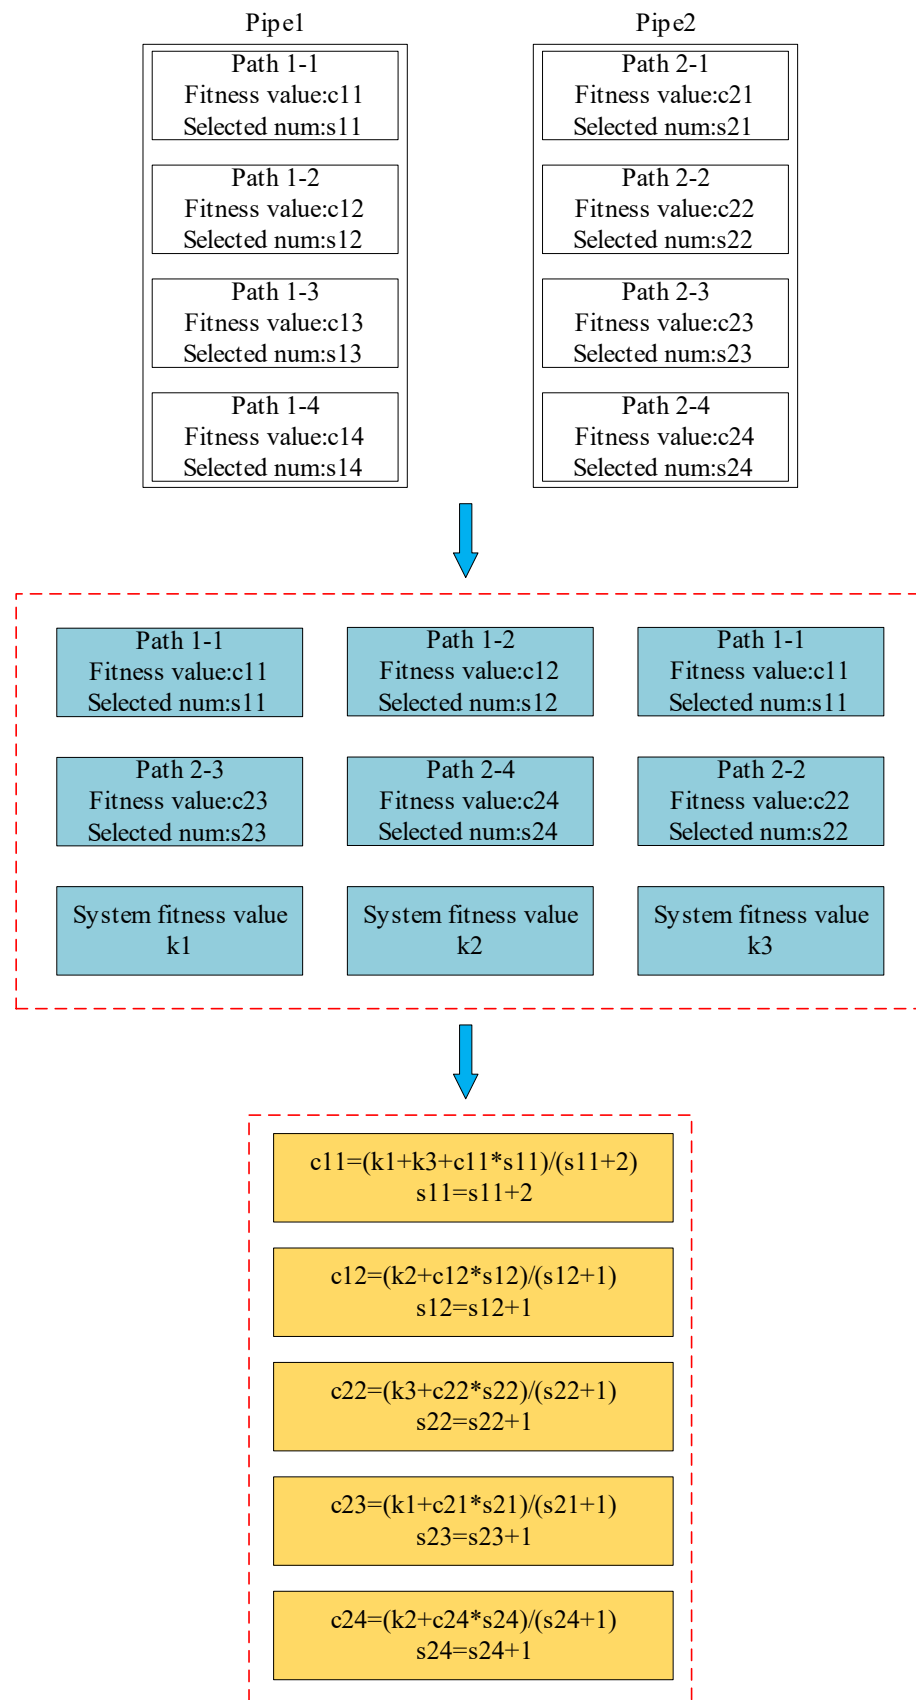 Pipe1
Pipe2
Path 1-1
Fitness value:c11
Selected num:s11
Path 1-2
Fitness value:c12
Selected num:s12
Path 1-3
Fitness value:c13
Selected num:s13
Path 1-4
Fitness value:c14
Selected num:s14
Path 2-1
Fitness value:c21
Selected num:s21
Path 2-2
Fitness value:c22
Selected num:s22
Path 2-3
Fitness value:c23
Selected num:s23
Path 2-4
Fitness value:c24
Selected num:s24
Path 1-1
Fitness value:c11
Selected num:s11
Path 1-2
Fitness value:c12
Selected num:s12
Path 1-1
Fitness value:c11
Selected num:s11
Path 2-3
Fitness value:c23
Selected num:s23
Path 2-4
Fitness value:c24
Selected num:s24
Path 2-2
Fitness value:c22
Selected num:s22
System fitness value
k1
System fitness value
k2
System fitness value
k3
c11=(k1+k3+c11*s11)/(s11+2)
s11=s11+2
c12=(k2+c12*s12)/(s12+1)
s12=s12+1
c22=(k3+c22*s22)/(s22+1)
s22=s22+1
c23=(k1+c21*s21)/(s21+1)
s23=s23+1
c24=(k2+c24*s24)/(s24+1)
s24=s24+1